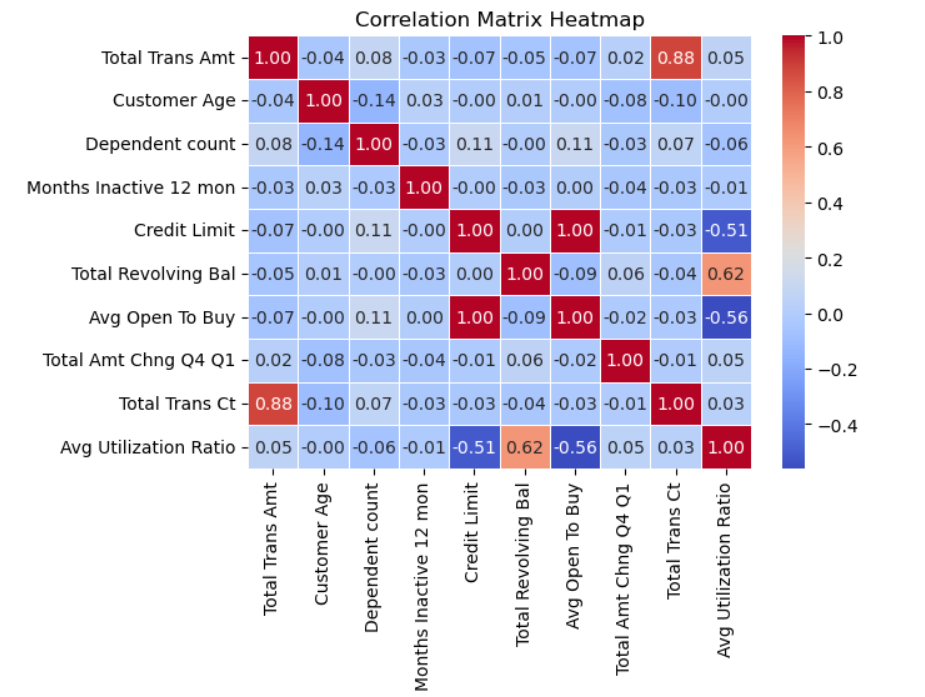 Correlation Matrix Heatmap
Total Trans Amt 1.00 -0.04 0.08 -0.03 -0.07 -0.05 -0.07 0.02 0.88 0.05
Customer Age -0.04 1.00 -0.14 0.03 -0.00 0.01 -0.00 -0.08 -0.10 -0.00
Dependent count 0.08 -0.14 1.00 -0.03 0.11 -0.00 0.11 -0.03 0.07 -0.06
Months Inactive 12 mon -0.03 0.03 -0.03 1.00 -0.00 -0.03 0.00 -0.04 -0.03 -0.01
Credit Limit -0.07 -0.00 0.11 -0.00 1.00 0.00 1.00 -0.01 -0.03 -0.51
Total Revolving Bal -0.05 0.01 -0.00 -0.03 0.00 1.00 -0.09 0.06 -0.04 0.62
Avg Open To Buy -0.07 -0.00 0.11 0.00 1.00 -0.09 1.00 -0.02 -0.03 -0.56
Total Amt Chng Q4 Q1 0.02 -0.08 -0.03 -0.04 -0.01 0.06 -0.02 1.00 -0.01 0.05
Total Trans Ct 0.88 -0.10 0.07 -0.03 -0.03 -0.04 -0.03 -0.01 1.00 0.03
Avg Utilization Ratio 0.05 -0.00 -0.06 -0.01 -0.51 0.62 -0.56 0.05 0.03 1.00
Total Trans Amt
Customer Age
Dependent count
Months Inactive 12 mon
Credit Limit
Total Revolving Bal
Avg Open To Buy
Total Amt Chng Q4 Q1
Total Trans Ct
Avg Utilization Ratio
1.0
0.8
0.6
0.4
0.2
0.0
−0.2
−0.4